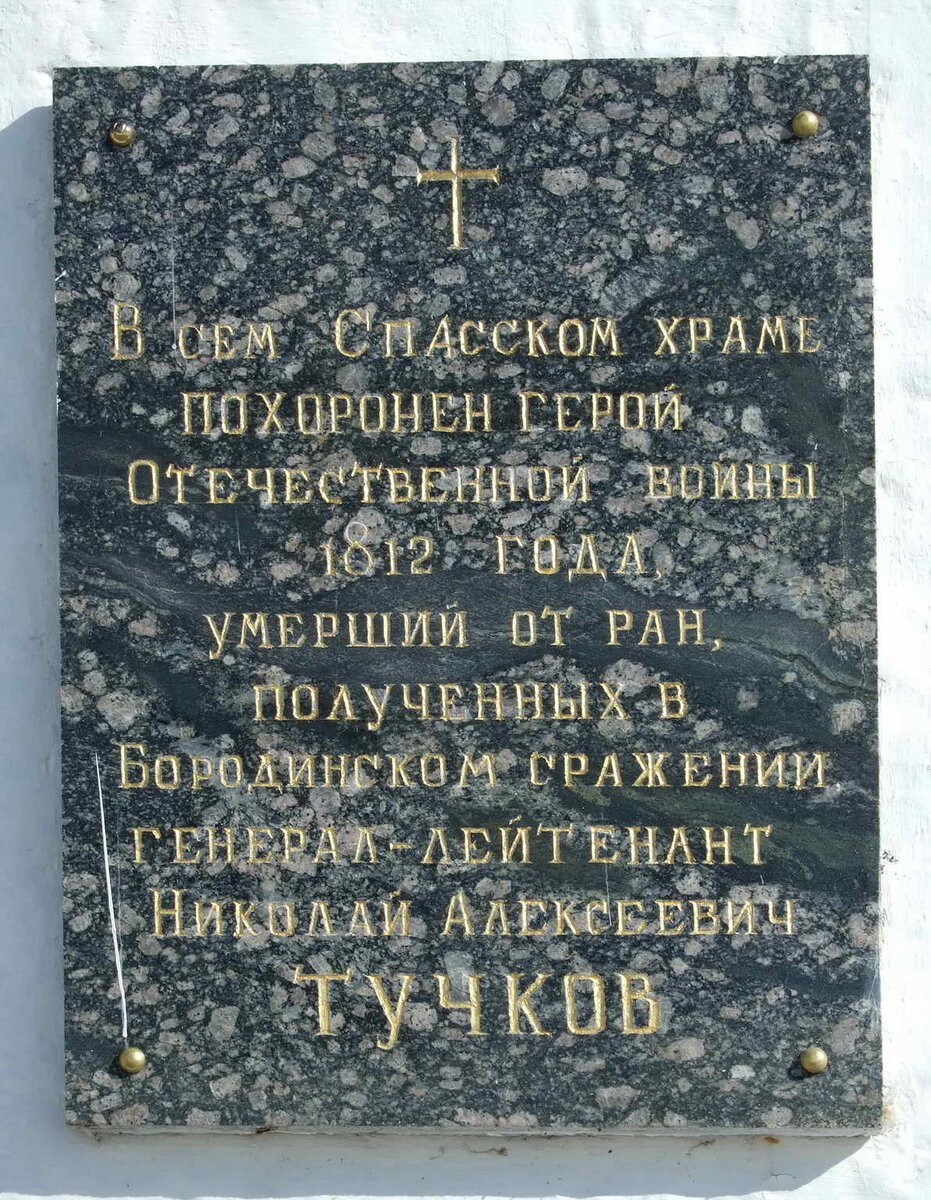 В сем Спасском храме
похоронен герой
Отечественной войны
1812 года,
умерший от ран,
полученных в
Бородинском сражении
генерал-лейтенант
Николай Алексеевич
Тучков